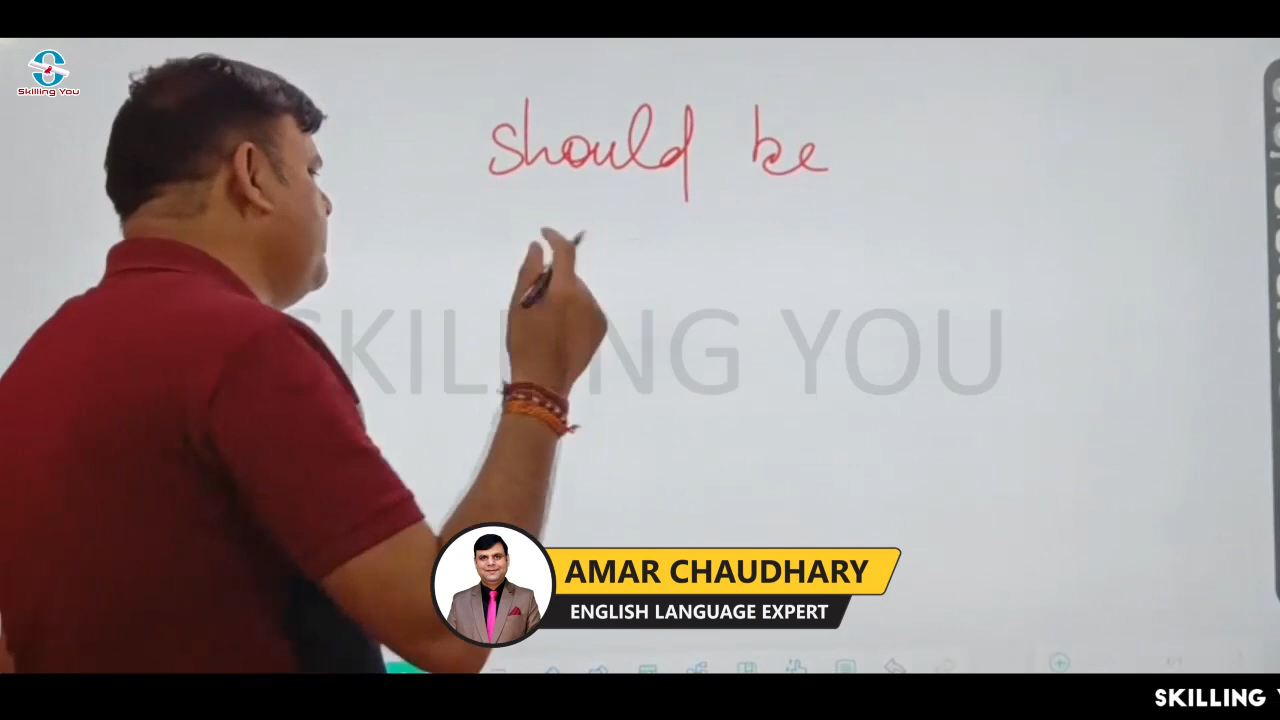 Skilling You
should be
SKILLING YOU
AMAR CHAUDHARY
ENGLISH LANGUAGE EXPERT
SKILLING